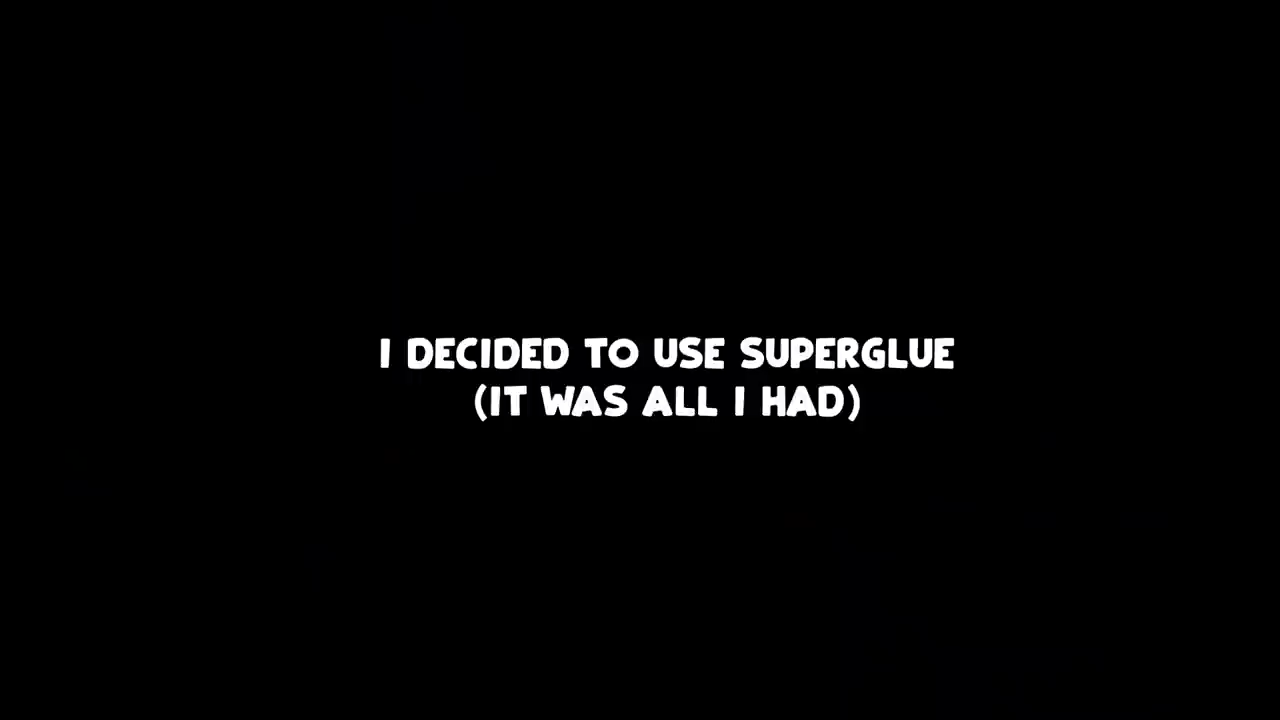 I DECIDED TO USE SUPERGLUE
(IT WAS ALL I HAD)